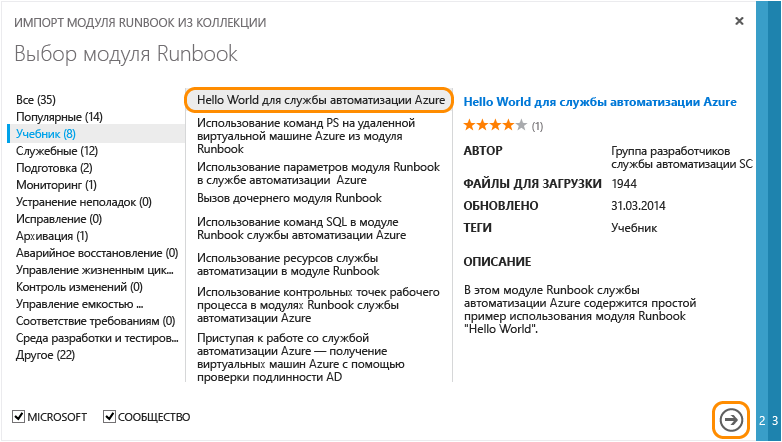 ИМПОРТ МОДУЛЯ RUNBOOK ИЗ КОЛЛЕКЦИИ
Выбор модуля Runbook
Все (35)
Популярные (14)
Учебник (8)
Служебные (12)
Подготовка (2)
Мониторинг (1)
Устранение неполадок (0)
Исправление (0)
Архивация (1)
Аварийное восстановление (0)
Управление жизненным цик...
Контроль изменений (0)
Управление емкостью ...
Соответствие требованиям (0)
Среда разработки и тестиров...
Другое (22)
Hello World для службы автоматизации Azure
Использование команд PS на удаленной
виртуальной машине Azure из модуля
Runbook
Использование параметров модуля Runbook
в службе автоматизации Azure
Вызов дочернего модуля Runbook
Использование команд SQL в модуле
Runbook службы автоматизации Azure
Использование ресурсов службы
автоматизации в модуле Runbook
Использование контрольных точек рабочего
процесса в модулях Runbook службы
автоматизации Azure
Приступая к работе со службой
автоматизации Azure — получение
виртуальных машин Azure с помощью
проверки подлинности AD
Hello World для службы автоматизации Azure
(1)
АВТОР Группа разработчиков
службы автоматизации SC
ФАЙЛЫ ДЛЯ ЗАГРУЗКИ 1944
ОБНОВЛЕНО 31.03.2014
ТЕГИ Учебник
ОПИСАНИЕ
В этом модуле Runbook службы
автоматизации Azure содержится простой
пример использования модуля Runbook
"Hello World".
MICROSOFT СООБЩЕСТВО
2 3